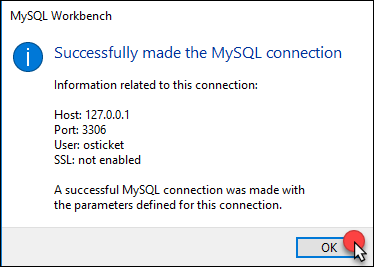 MySQL Workbench
Successfully made the MySQL connection
Information related to this connection:
Host: 127.0.0.1
Port: 3306
User: osticket
SSL: not enabled
A successful MySQL connection was made with
the parameters defined for this connection.
OK